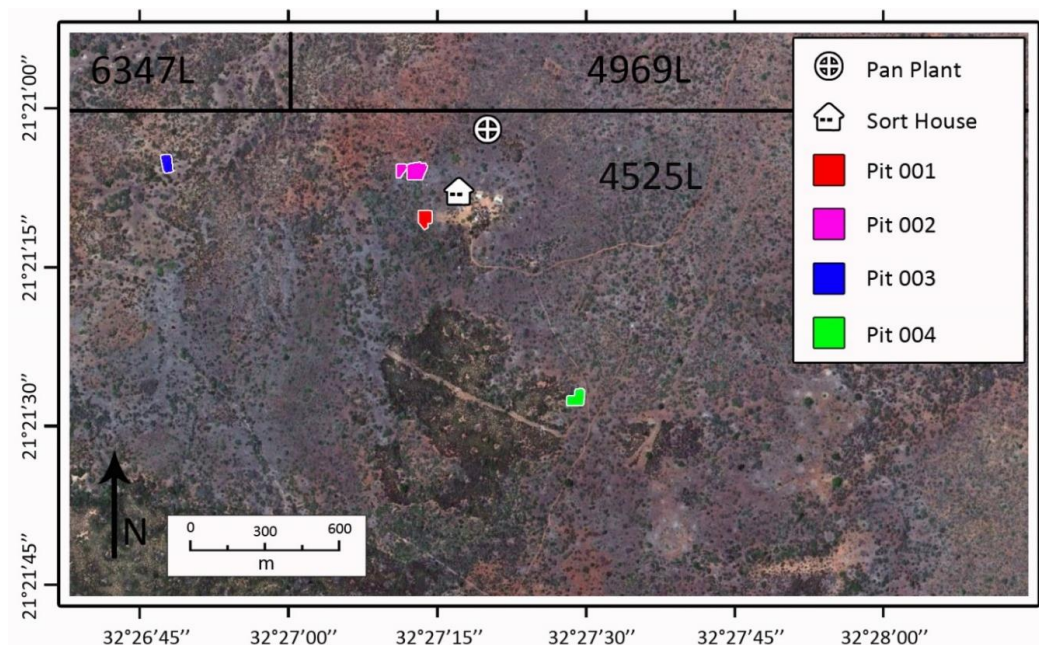 6347L
4969L
4525L
Pan Plant
Sort House
Pit 001
Pit 002
Pit 003
Pit 004
21°21′00′′
21°21′15′′
21°21′30′′
21°21′45′′
N
0 300 600
m
32°26′45′′ 32°27′00′′ 32°27′15′′ 32°27′30′′ 32°27′45′′ 32°28′00′′